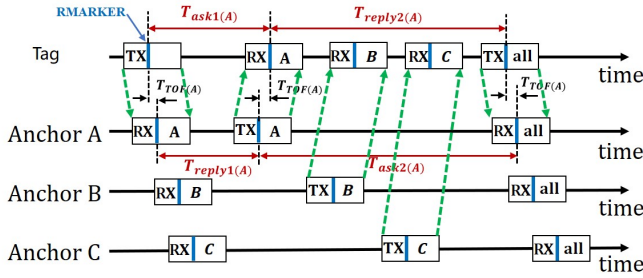 RMARKER
T_ask1(A) T_reply2(A)
Tag TX RX A RX B RX C TX all
time
T_TOF(A) T_TOF(A) T_TOF(A)
Anchor A RX A TX A RX all
time
T_reply1(A) T_ask2(A)
Anchor B RX B TX B RX all
time
Anchor C RX C TX C RX all
time